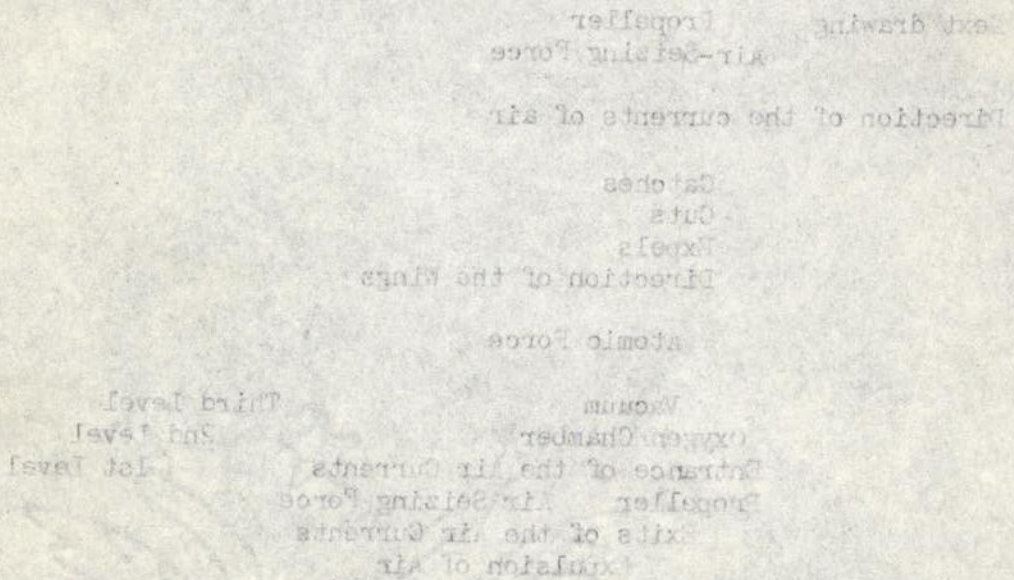 Next drawing Propeller
Air-Seizing Force
Direction of the currents of air
Catches
Cuts
Expels
Direction of the Wings
Atomic Force
Vacuum Third Level
Oxygen Chamber 2nd Level
Entrance of the Air Currents 1st Level
Propeller Air Seizing Force
Exits of the Air Currents
Expulsion of Air